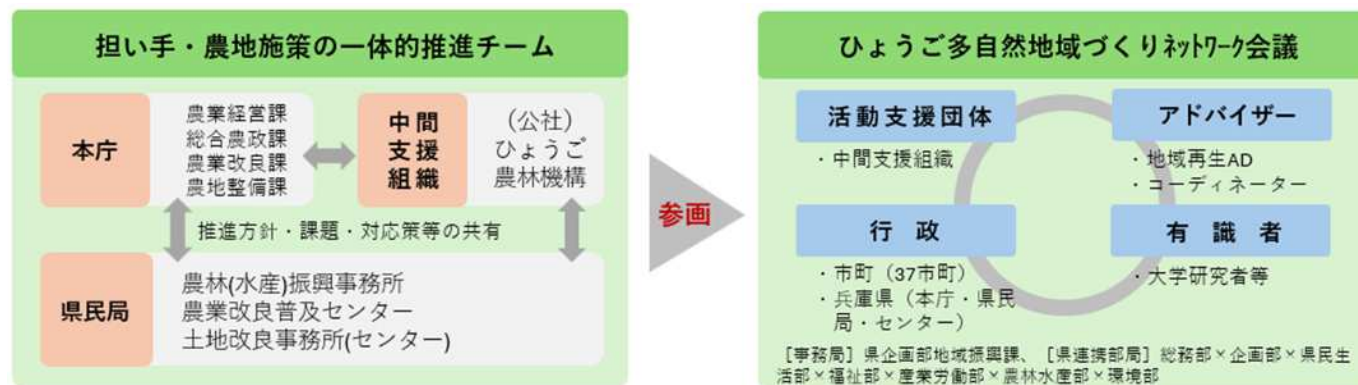 担い手・農地施策の一体的推進チーム
本庁
農業経営課
総合農政課
農業改良課
農地整備課
中間
支援
組織
（公社）
ひょうご
農林機構
推進方針・課題・対応策等の共有
県民局
農林(水産)振興事務所
農業改良普及センター
土地改良事務所(センター)
参画
ひょうご多自然地域づくりﾈｯﾄﾜｰｸ会議
活動支援団体
・中間支援組織
アドバイザー
・地域再生AD
・コーディネーター
行政
・市町（37市町）
・兵庫県（本庁・県民
局・センター）
有識者
・大学研究者等
［事務局］県企画部地域振興課、［県連携部局］総務部×企画部×県民生
活部×福祉部×産業労働部×農林水産部×環境部